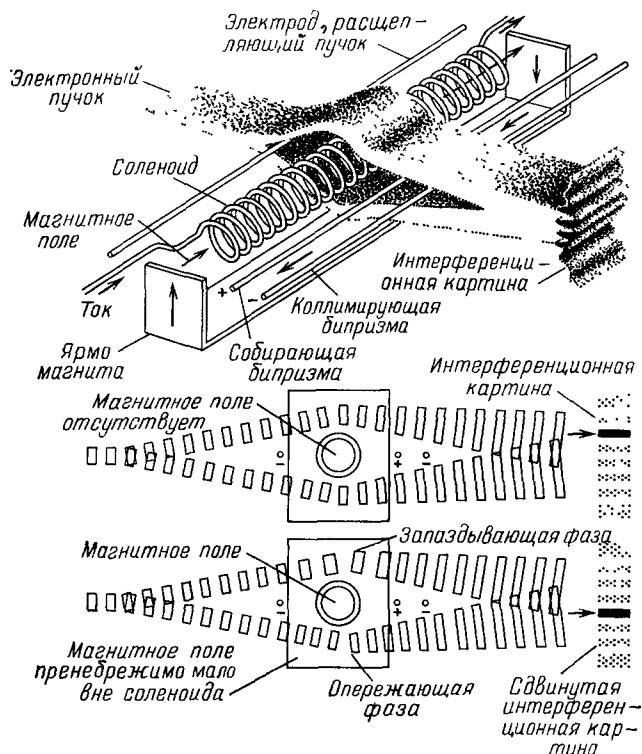 Электрод, расщеп-
ляющий пучок
Электронный
пучок
Соленоид
Магнитное
поле
Ток
Ярмо
магнита
+
−
Коллимирующая
бипризма
Собирающая
бипризма
Интерференци-
онная картина
Интерференционная
картина
Магнитное поле
отсутствует
− + −
Запаздывающая фаза
Магнитное поле
− + −
Магнитное поле
пренебрежимо мало
вне соленоида
Опережающая
фаза
Сдвинутая
интерферен-
ционная кар-
тина